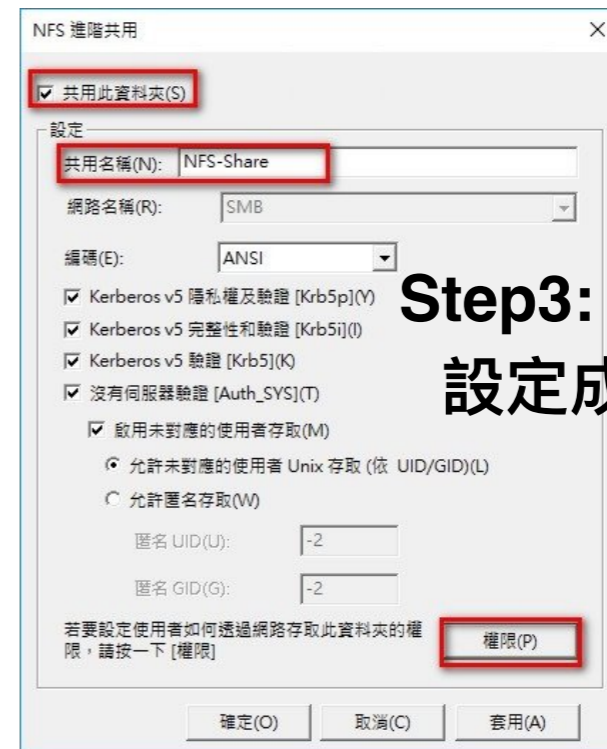 NFS 進階共用
共用此資料夾(S)
設定
共用名稱(N): NFS-Share
網路名稱(R): SMB
編碼(E): ANSI
Kerberos v5 隱私權及驗證 [Krb5p](Y)
Kerberos v5 完整性和驗證 [Krb5i](I)
Kerberos v5 驗證 [Krb5](K)
沒有伺服器驗證 [Auth_SYS](T)
啟用未對應的使用者存取(M)
允許未對應的使用者 Unix 存取 (依 UID/GID)(L)
允許匿名存取(W)
匿名 UID(U): -2
匿名 GID(G): -2
若要設定使用者如何透過網路存取此資料夾的權
限，請按一下 [權限]
權限(P)
確定(O) 取消(C) 套用(A)
Step3:
設定成